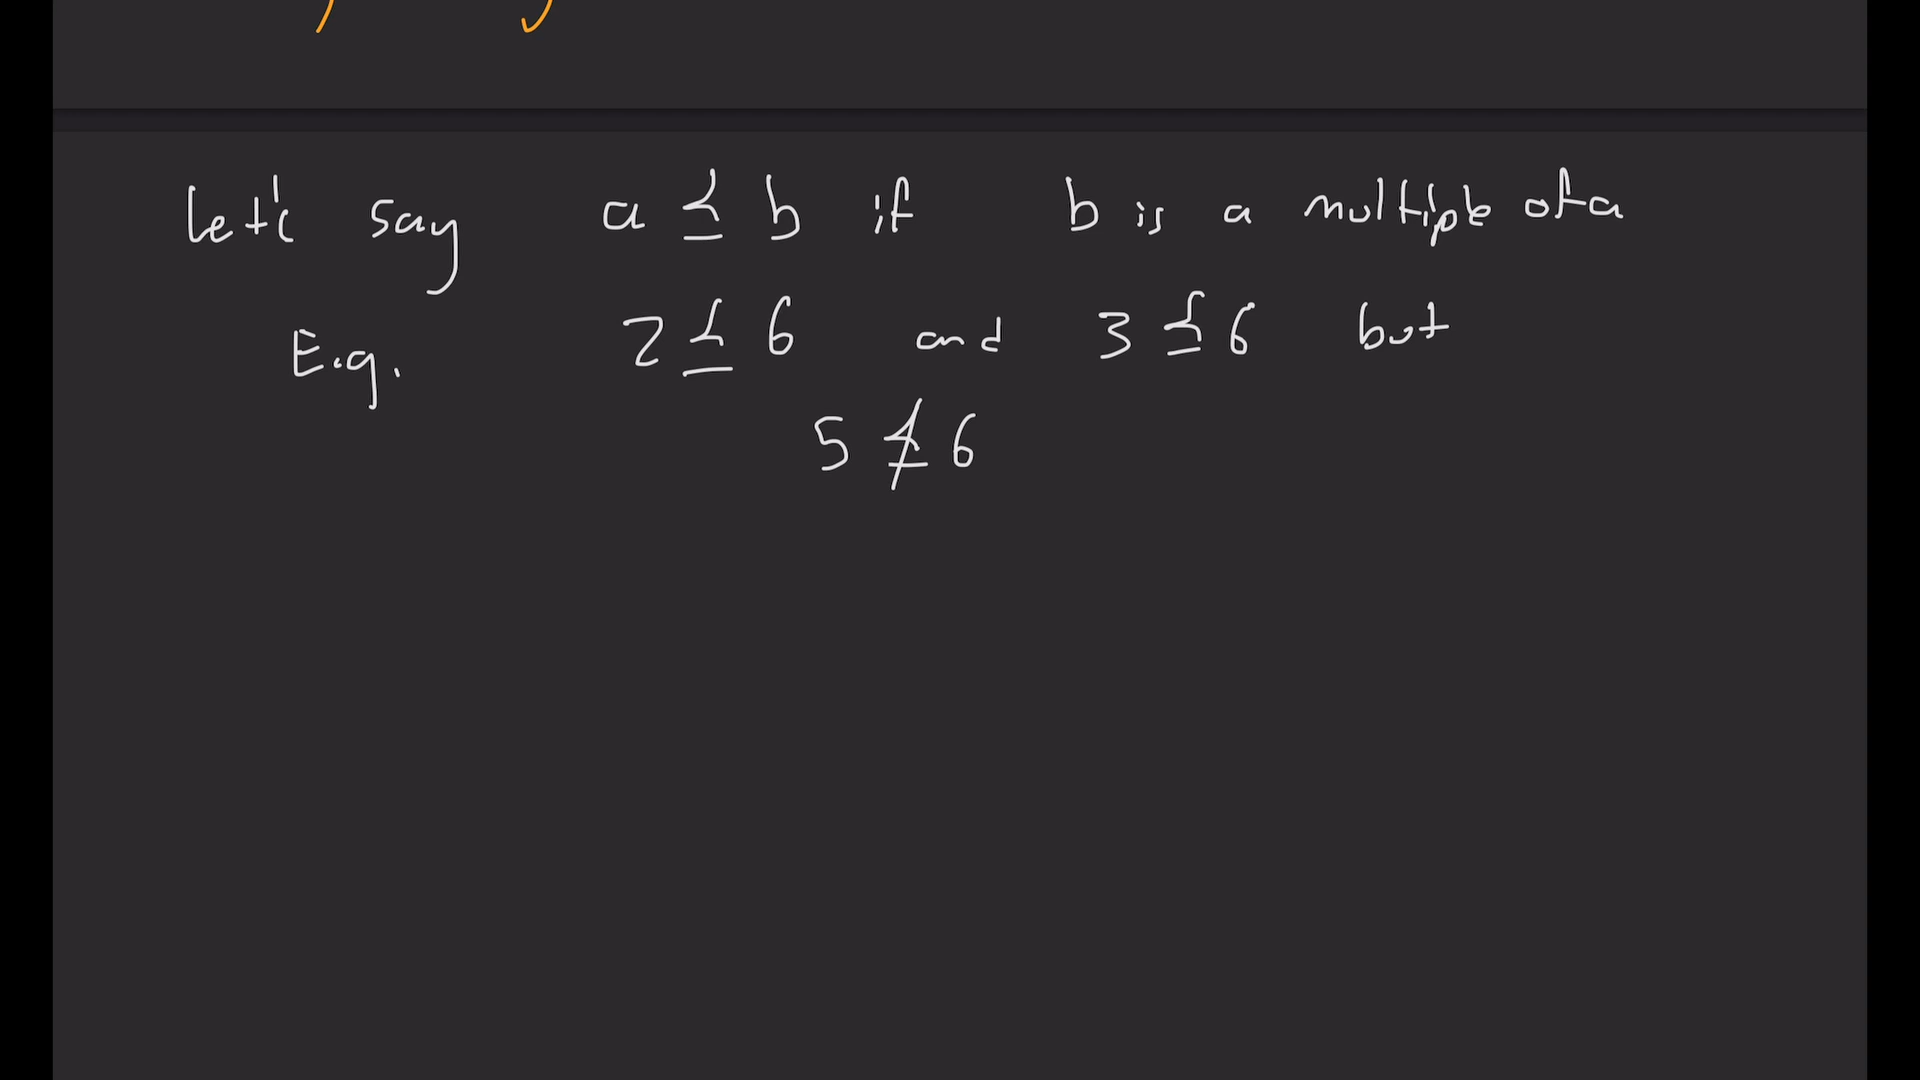 Let's say a ⪯ b if b is a multiple of a
E.g. 2 ⪯ 6 and 3 ⪯ 6 but
5 ⋠ 6